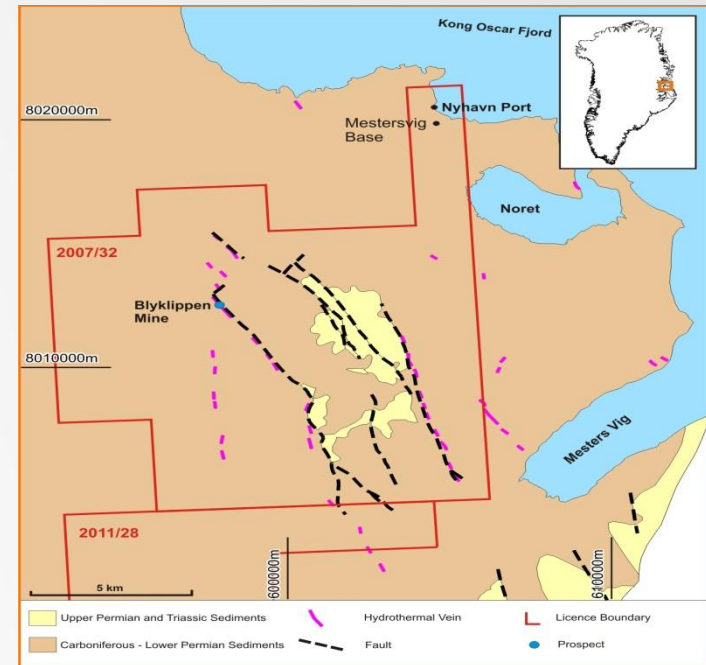 Kong Oscar Fjord
8020000m
Nyhavn Port
Mestersvig
Base
Noret
2007/32
Blyklippen
Mine
8010000m
Mesters Vig
2011/28
5 km
600000m
610000m
Upper Permian and Triassic Sediments
Hydrothermal Vein
Licence Boundary
Carboniferous - Lower Permian Sediments
Fault
Prospect